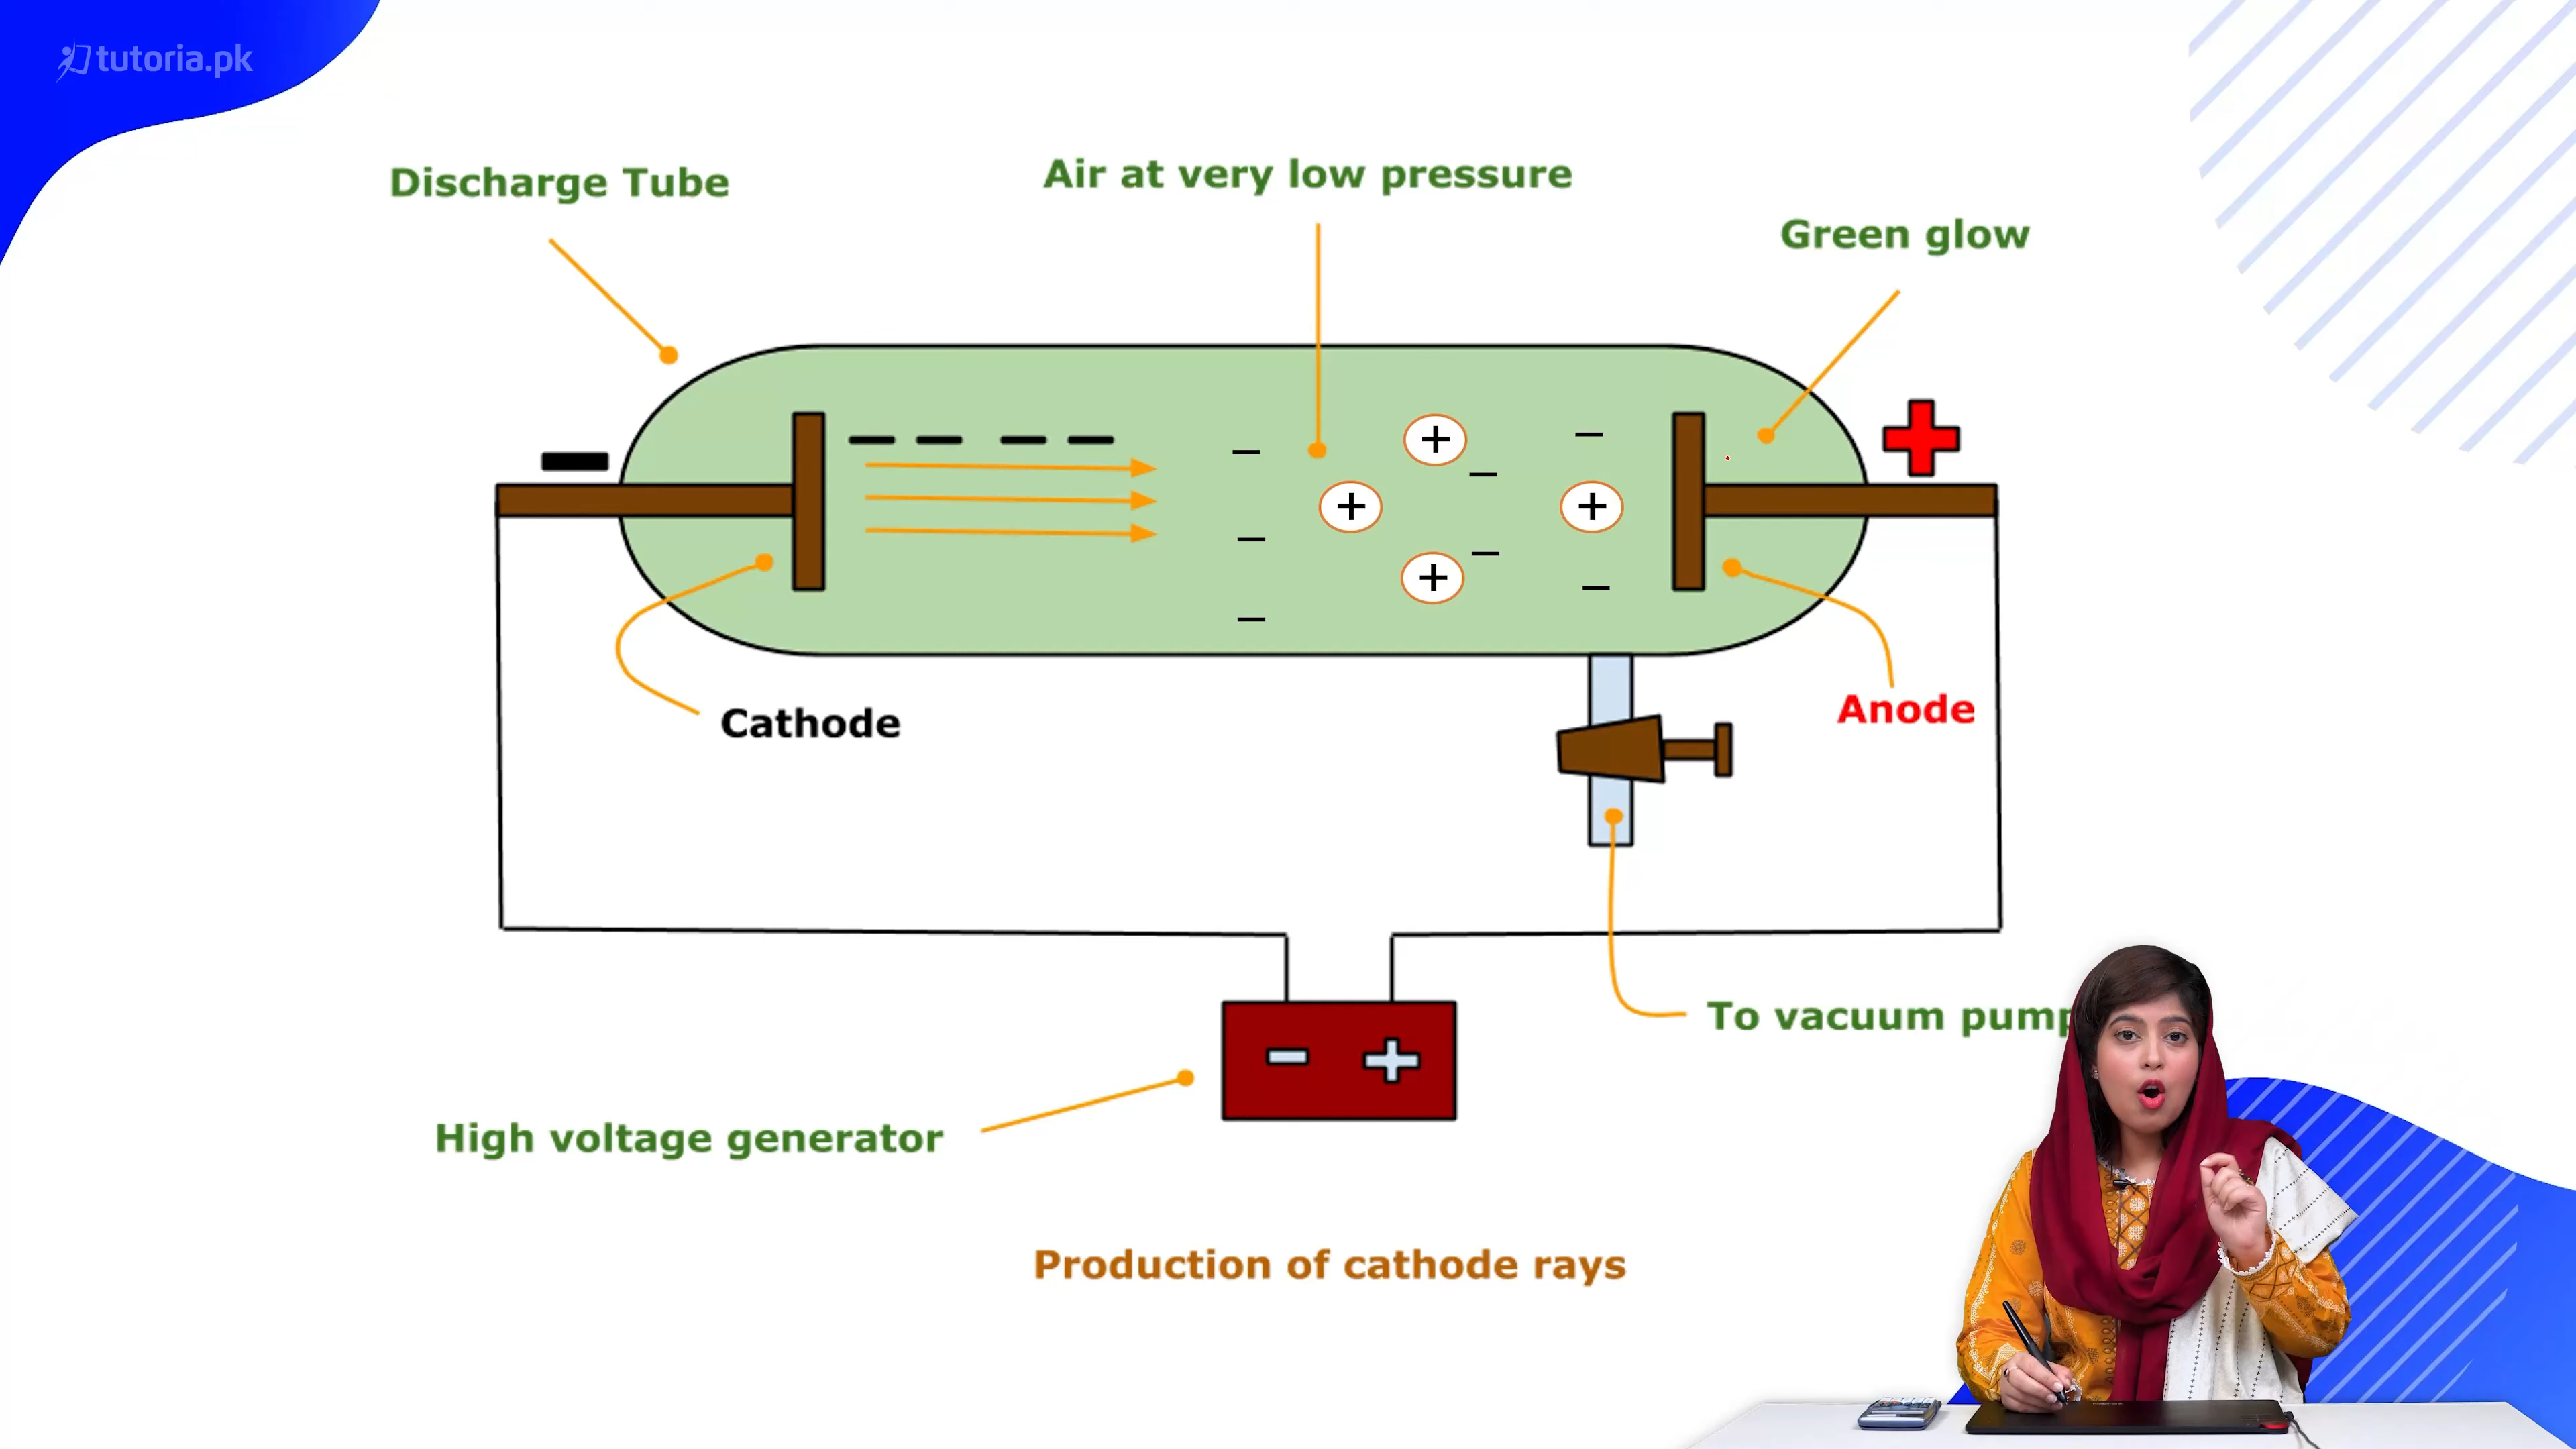 tutoria.pk
Discharge Tube
Air at very low pressure
Green glow
Cathode
Anode
To vacuum pump
High voltage generator
Production of cathode rays